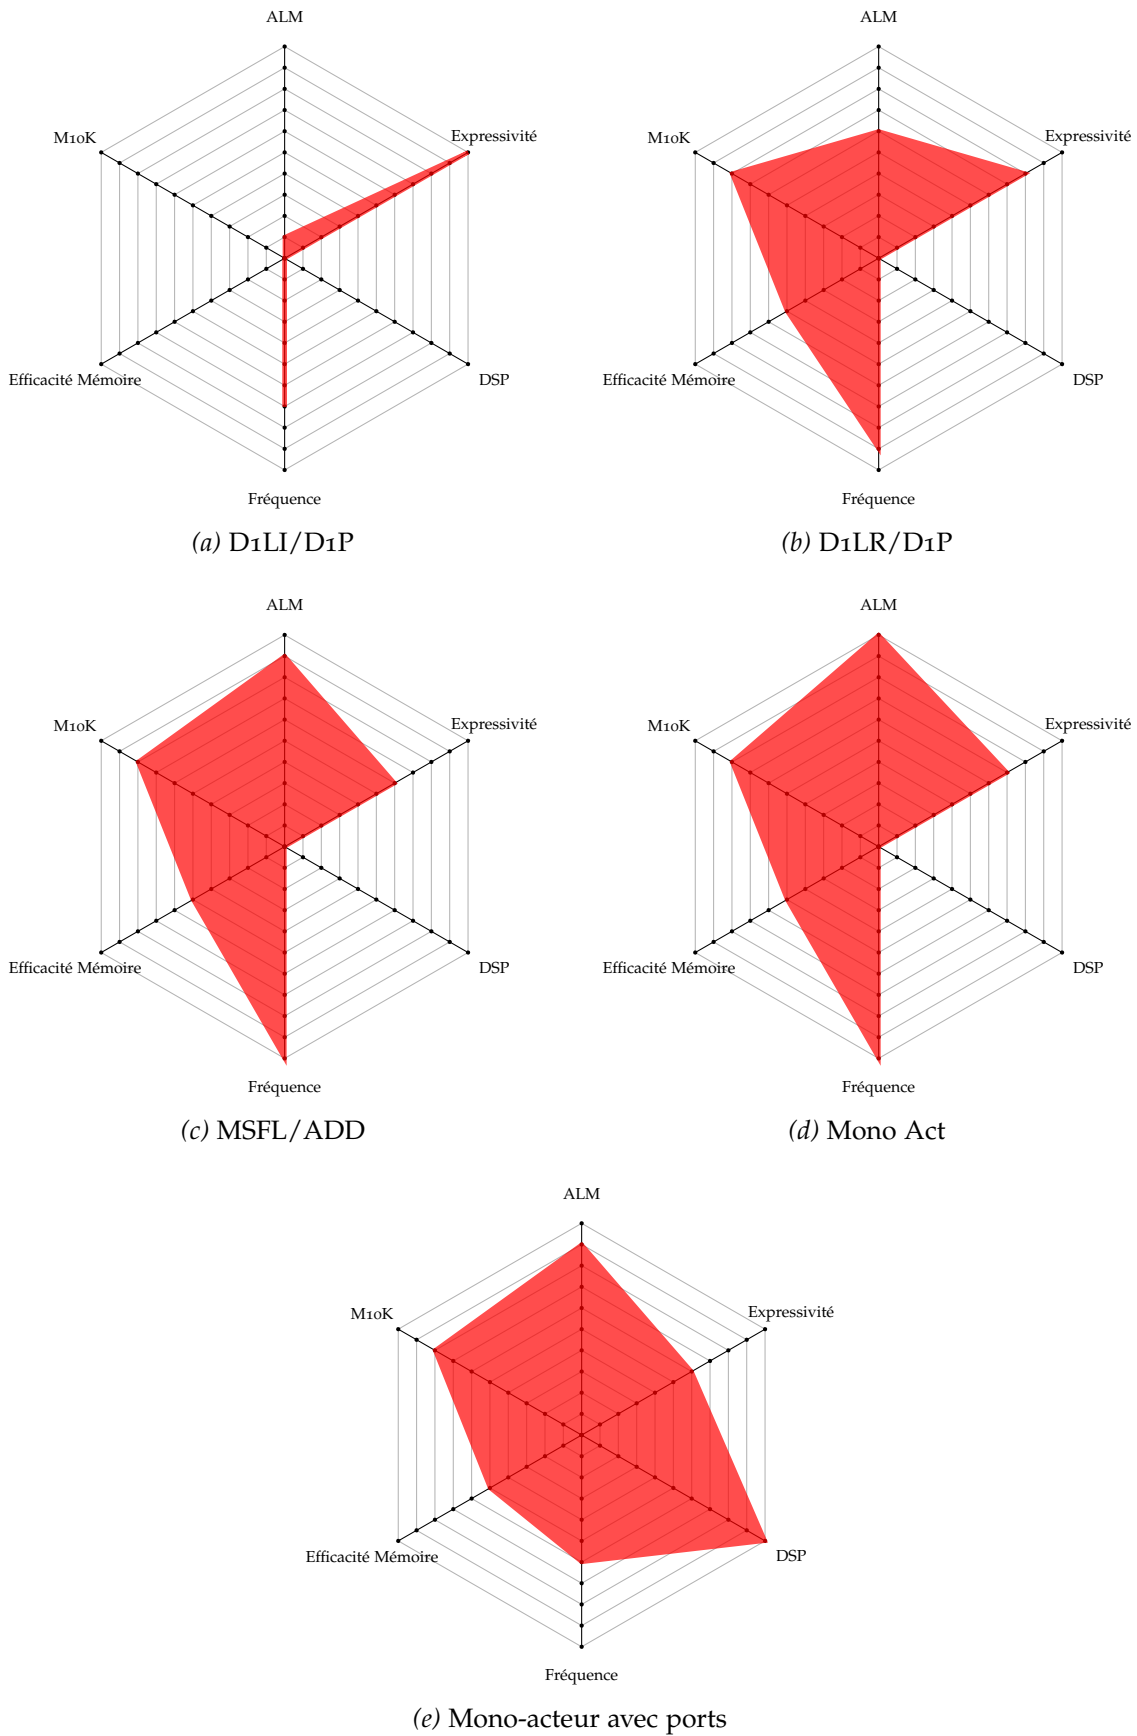 ALM
ALM
Expressivité
Expressivité
M10K
M10K
Efficacité Mémoire
DSP
Efficacité Mémoire
DSP
Fréquence
Fréquence
(a) D1LI/D1P
(b) D1LR/D1P
ALM
ALM
Expressivité
Expressivité
M10K
M10K
Efficacité Mémoire
DSP
Efficacité Mémoire
DSP
Fréquence
Fréquence
(c) MSFL/ADD
(d) Mono Act
ALM
Expressivité
M10K
Efficacité Mémoire
DSP
Fréquence
(e) Mono-acteur avec ports